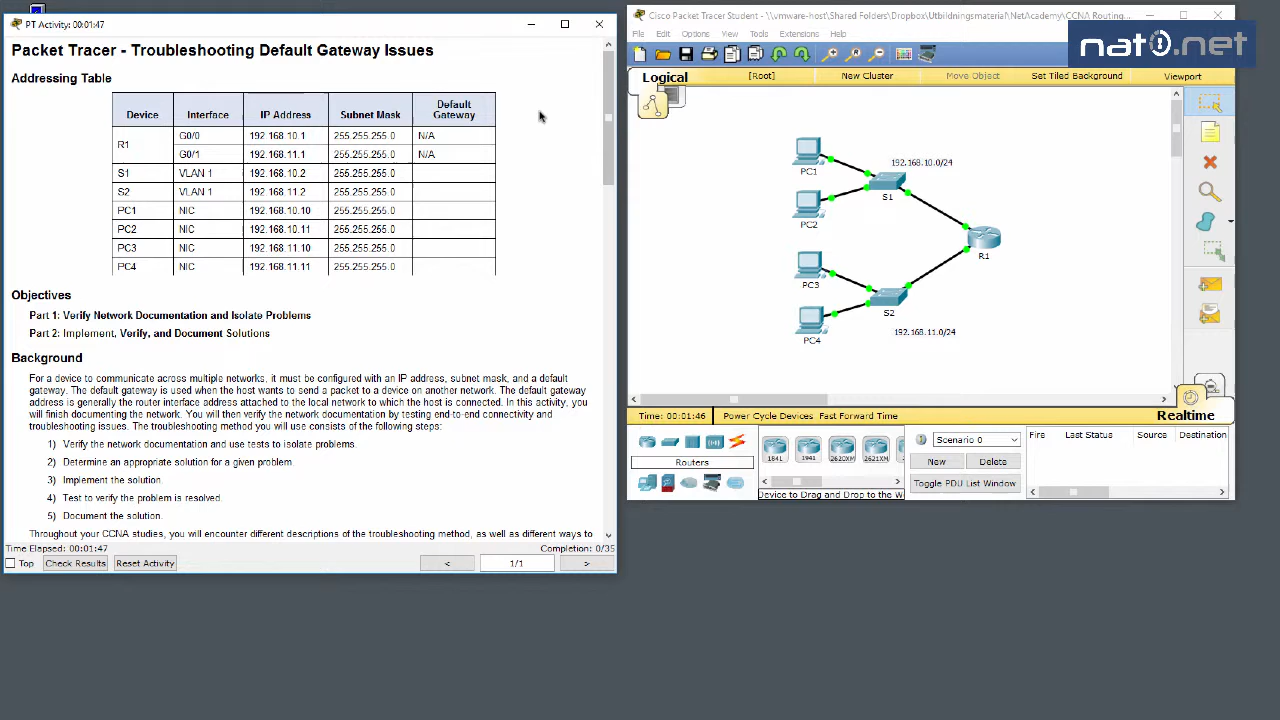 PT Activity: 00:01:47
Packet Tracer - Troubleshooting Default Gateway Issues
Addressing Table
Device Interface IP Address Subnet Mask Default Gateway
R1 G0/0 192.168.10.1 255.255.255.0 N/A
G0/1 192.168.11.1 255.255.255.0 N/A
S1 VLAN 1 192.168.10.2 255.255.255.0
S2 VLAN 1 192.168.11.2 255.255.255.0
PC1 NIC 192.168.10.10 255.255.255.0
PC2 NIC 192.168.10.11 255.255.255.0
PC3 NIC 192.168.11.10 255.255.255.0
PC4 NIC 192.168.11.11 255.255.255.0
Objectives
Part 1: Verify Network Documentation and Isolate Problems
Part 2: Implement, Verify, and Document Solutions
Background
For a device to communicate across multiple networks, it must be configured with an IP address, subnet mask, and a default
gateway. The default gateway is used when the host wants to send a packet to a device on another network. The default gateway
address is generally the router interface address attached to the local network to which the host is connected. In this activity, you
will finish documenting the network. You will then verify the network documentation by testing end-to-end connectivity and
troubleshooting issues. The troubleshooting method you will use consists of the following steps:
1) Verify the network documentation and use tests to isolate problems.
2) Determine an appropriate solution for a given problem.
3) Implement the solution.
4) Test to verify the problem is resolved.
5) Document the solution.
Throughout your CCNA studies, you will encounter different descriptions of the troubleshooting method, as well as different ways to
Time Elapsed: 00:01:47 Completion: 0/35
Top Check Results Reset Activity < 1/1 >
Cisco Packet Tracer Student - \\vmware-host\Shared Folders\Dropbox\Utbildningsmaterial\NetAcademy\CCNA Routing...
nat0.net
File Edit Options View Tools Extensions Help
Logical [Root] New Cluster Move Object Set Tiled Background Viewport
PC1
192.168.10.0/24
S1
PC2
R1
PC3
S2
192.168.11.0/24
PC4
Time: 00:01:46 Power Cycle Devices Fast Forward Time Realtime
Routers
1841 1941 2620XM 2621XM
Device to Drag and Drop to the W
Scenario 0
New Delete
Toggle PDU List Window
Fire Last Status Source Destination